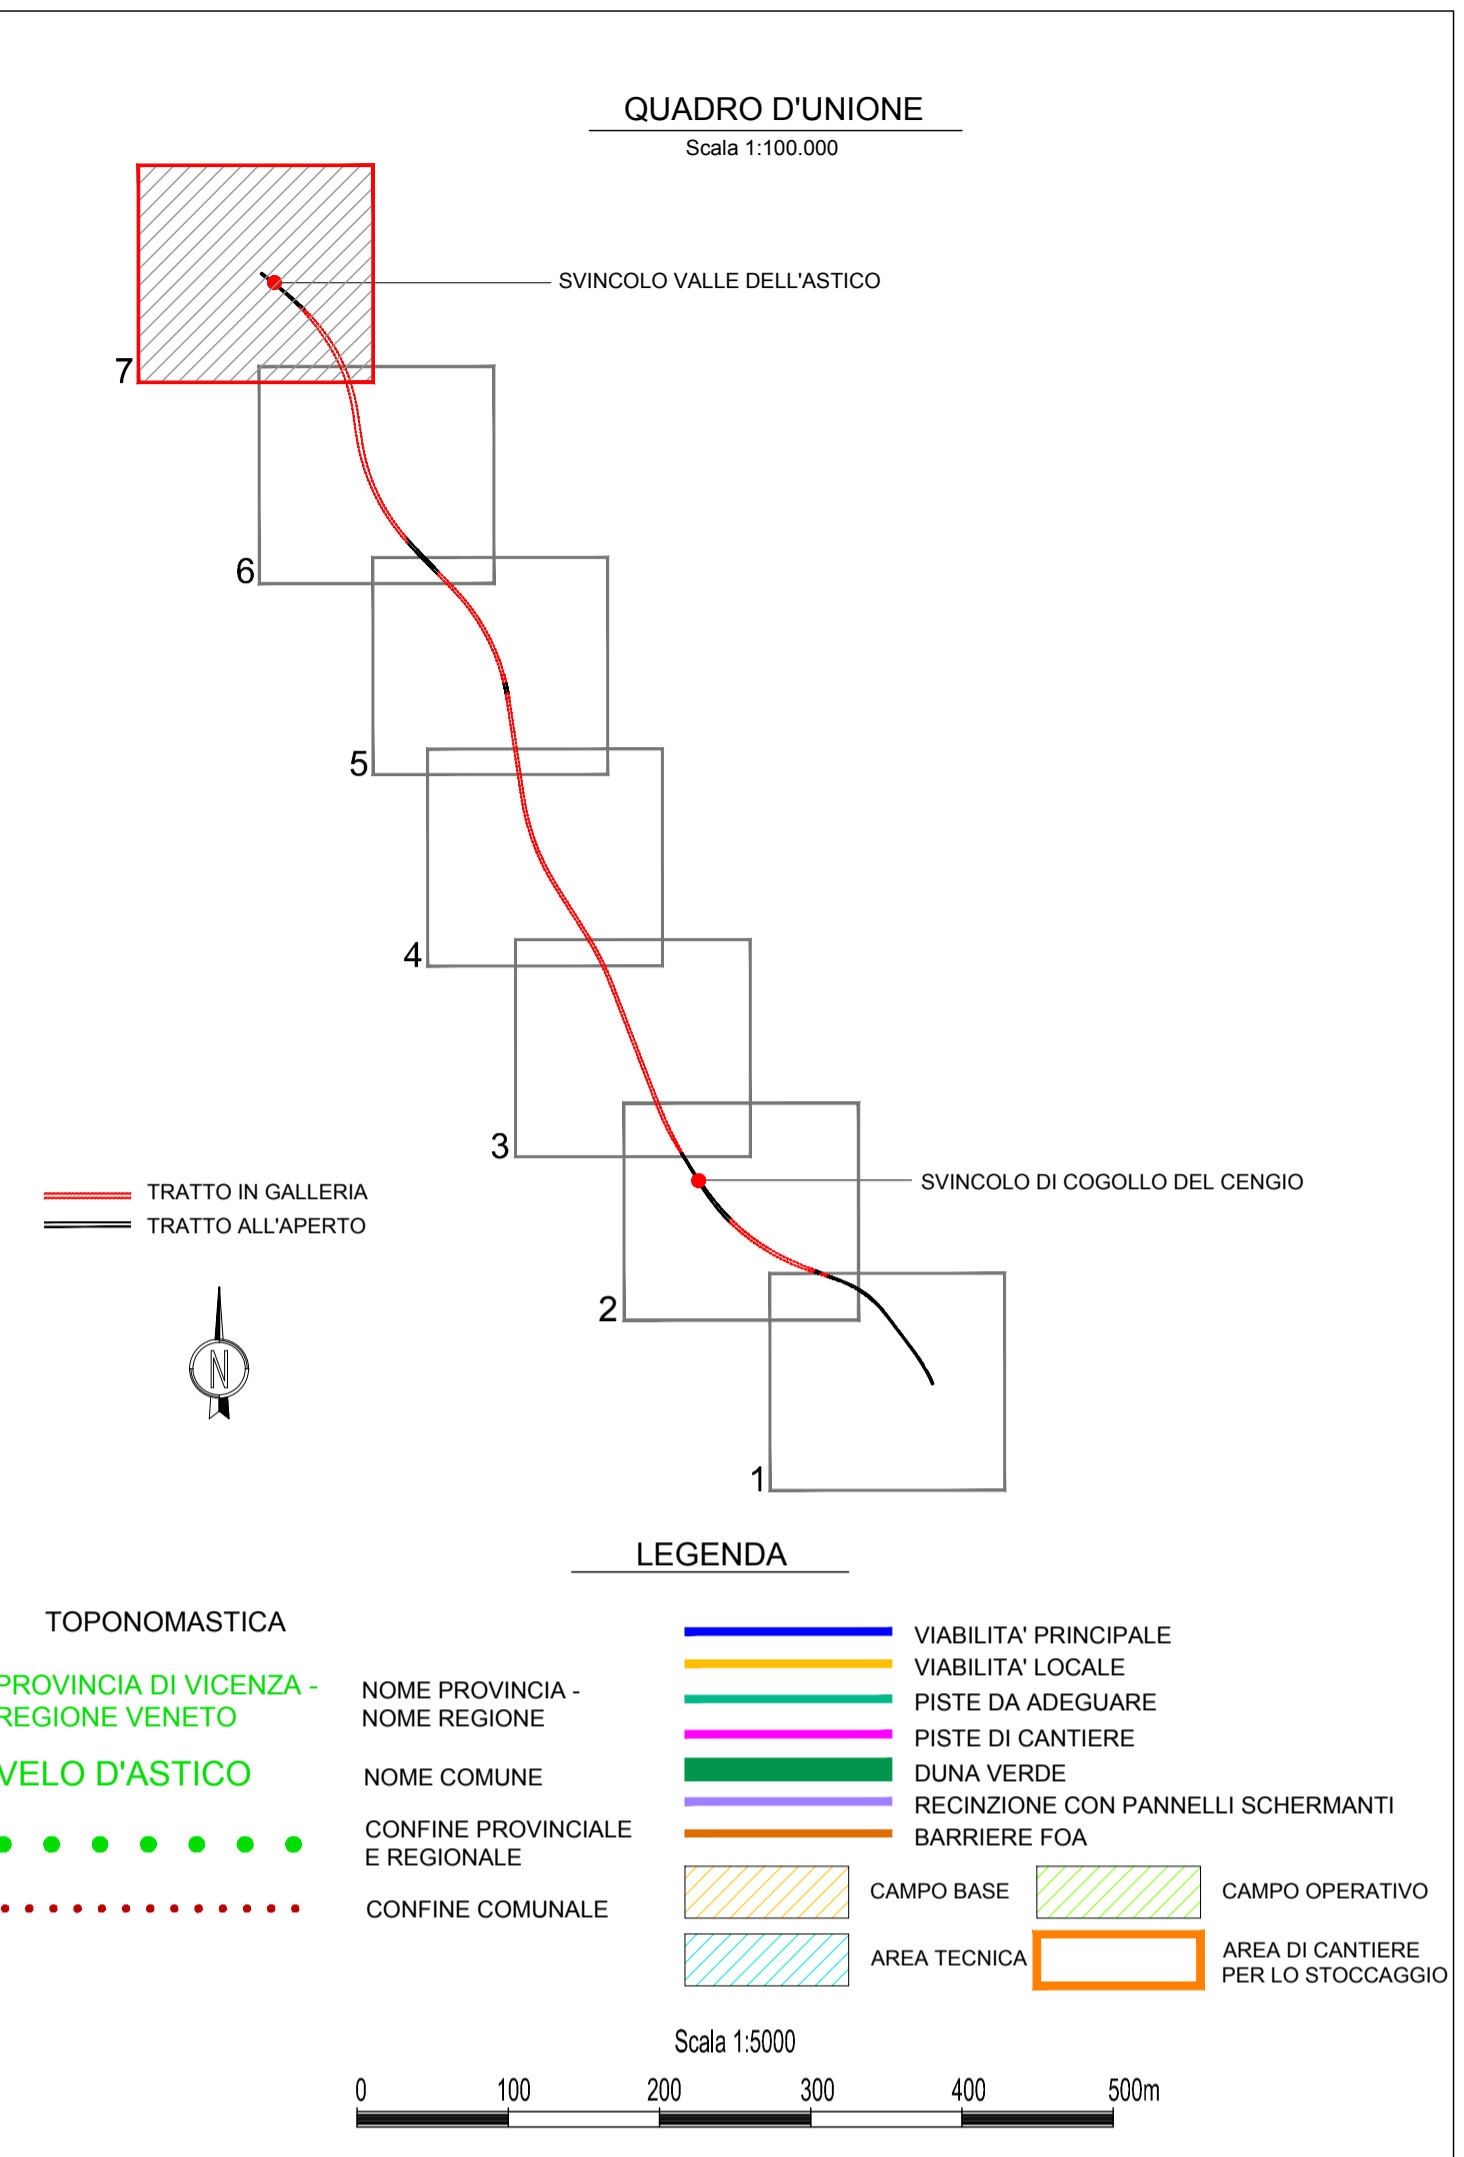 QUADRO D'UNIONE
Scala 1:100.000
SVINCOLO VALLE DELL'ASTICO
7
6
5
4
3
SVINCOLO DI COGOLLO DEL CENGIO
TRATTO IN GALLERIA
TRATTO ALL'APERTO
2
N
1
LEGENDA
TOPONOMASTICA
PROVINCIA DI VICENZA -
REGIONE VENETO
NOME PROVINCIA -
NOME REGIONE
VELO D'ASTICO
NOME COMUNE
CONFINE PROVINCIALE
E REGIONALE
CONFINE COMUNALE
VIABILITA' PRINCIPALE
VIABILITA' LOCALE
PISTE DA ADEGUARE
PISTE DI CANTIERE
DUNA VERDE
RECINZIONE CON PANNELLI SCHERMANTI
BARRIERE FOA
CAMPO BASE
CAMPO OPERATIVO
AREA TECNICA
AREA DI CANTIERE
PER LO STOCCAGGIO
Scala 1:5000
0 100 200 300 400 500m